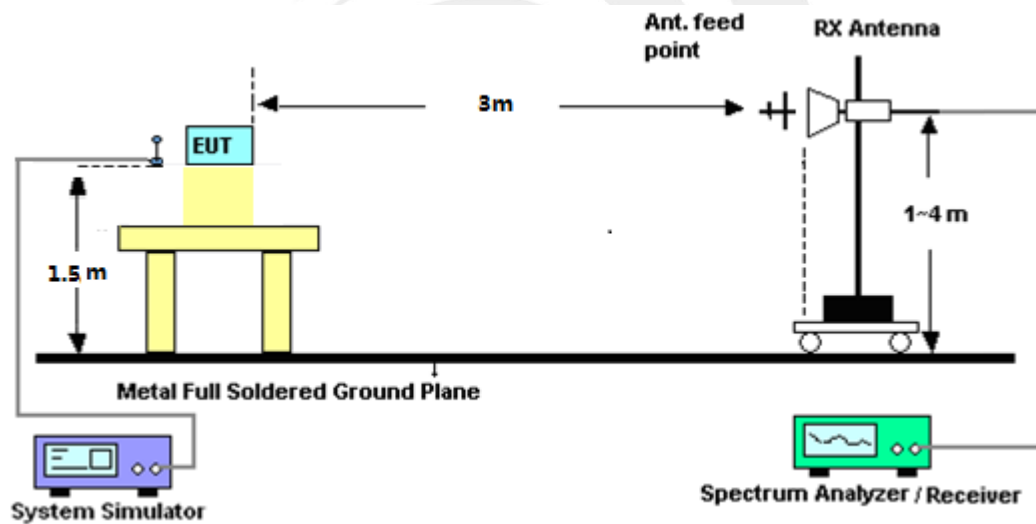 Ant. feed
point
RX Antenna
3m
EUT
1~4 m
1.5 m
Metal Full Soldered Ground Plane
System Simulator
Spectrum Analyzer / Receiver